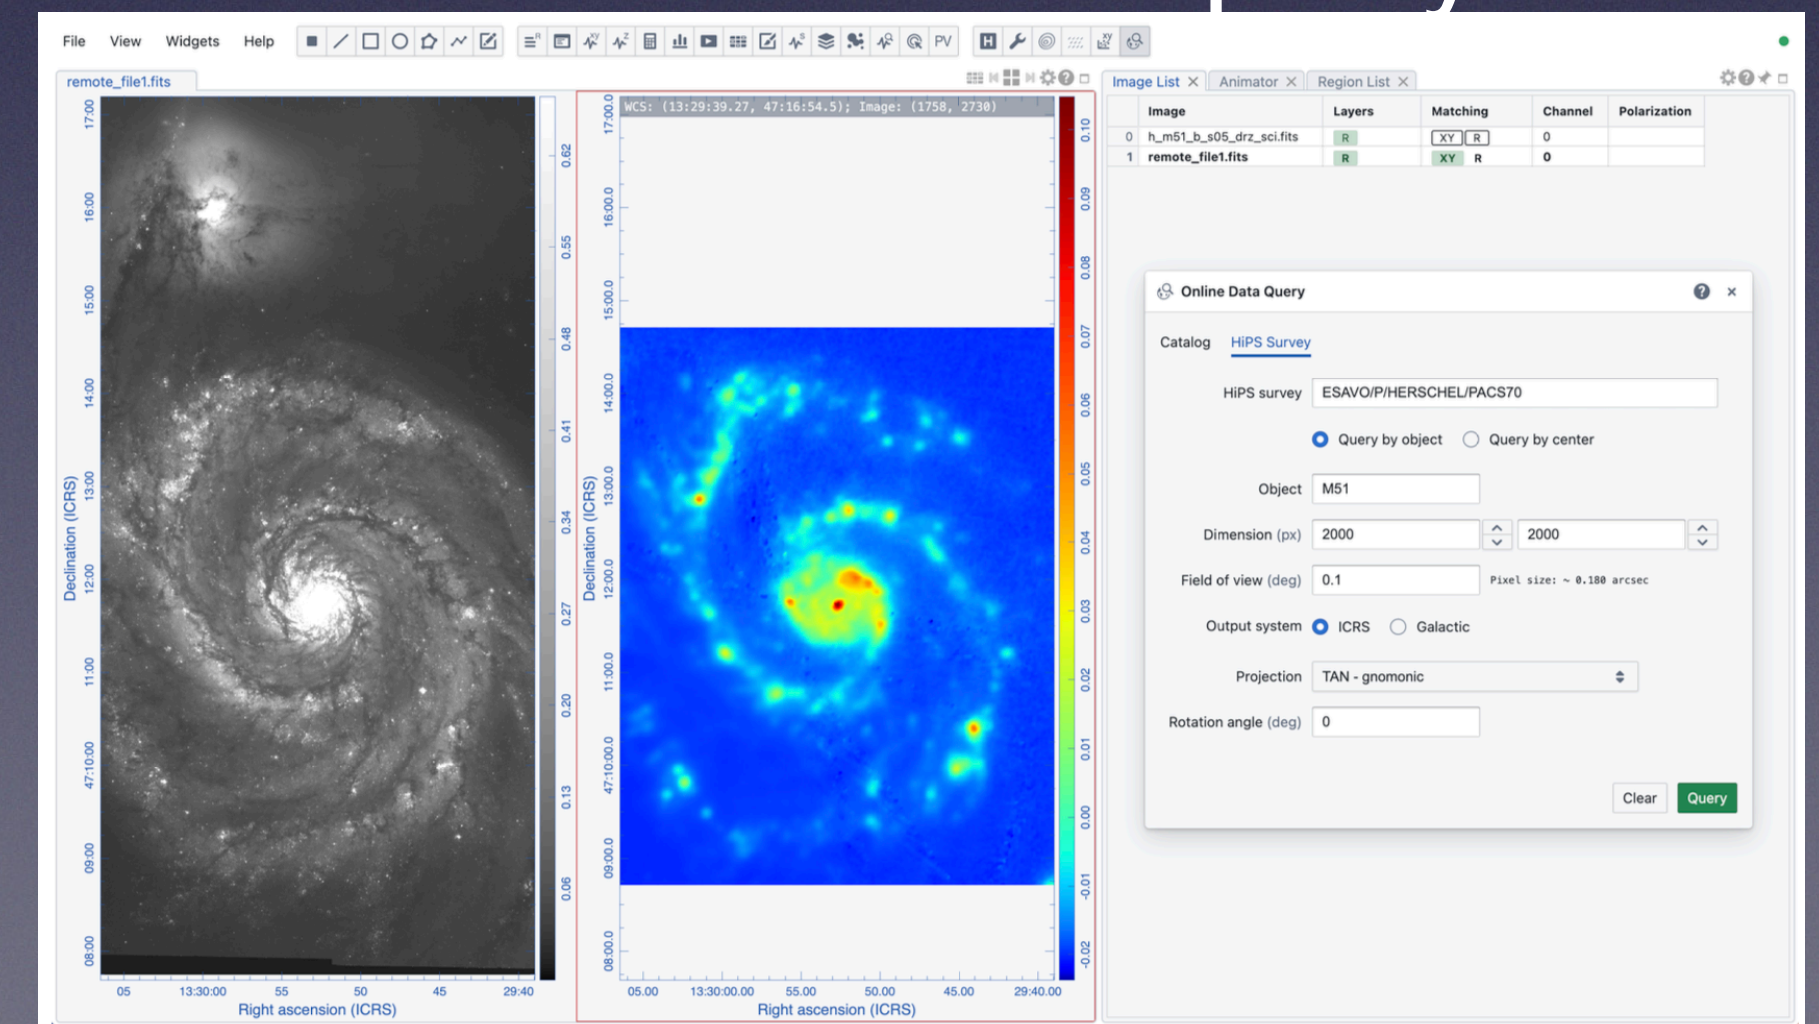 File View Widgets Help
PV
remote_file1.fits
WCS: (13:29:39.27, 47:16:54.5); Image: (1758, 2730)
17:00
16:00
15:00
14:00
13:00
12:00
11:00
47:10:00
09:00
08:00
Declination (ICRS)
05 13:30:00 55 50 45 29:40
Right ascension (ICRS)
0.62
0.55
0.48
0.41
0.34
0.27
0.20
0.13
0.06
17:00.0
16:00.0
15:00.0
14:00.0
13:00.0
12:00.0
11:00.0
47:10:00.0
09:00.0
08:00.0
Declination (ICRS)
05.00 13:30:00.00 55.00 50.00 45.00 29:40.00
Right ascension (ICRS)
0.10
0.09
0.08
0.07
0.06
0.05
0.04
0.03
0.02
0.01
0.00
-0.01
-0.02
Image List Animator Region List
Image Layers Matching Channel Polarization
0 h_m51_b_s05_drz_sci.fits R XY R 0
1 remote_file1.fits R XY R 0
Online Data Query
Catalog HiPS Survey
HiPS survey ESAVO/P/HERSCHEL/PACS70
Query by object Query by center
Object M51
Dimension (px) 2000 2000
Field of view (deg) 0.1 Pixel size: ~ 0.180 arcsec
Output system ICRS Galactic
Projection TAN - gnomonic
Rotation angle (deg) 0
Clear Query